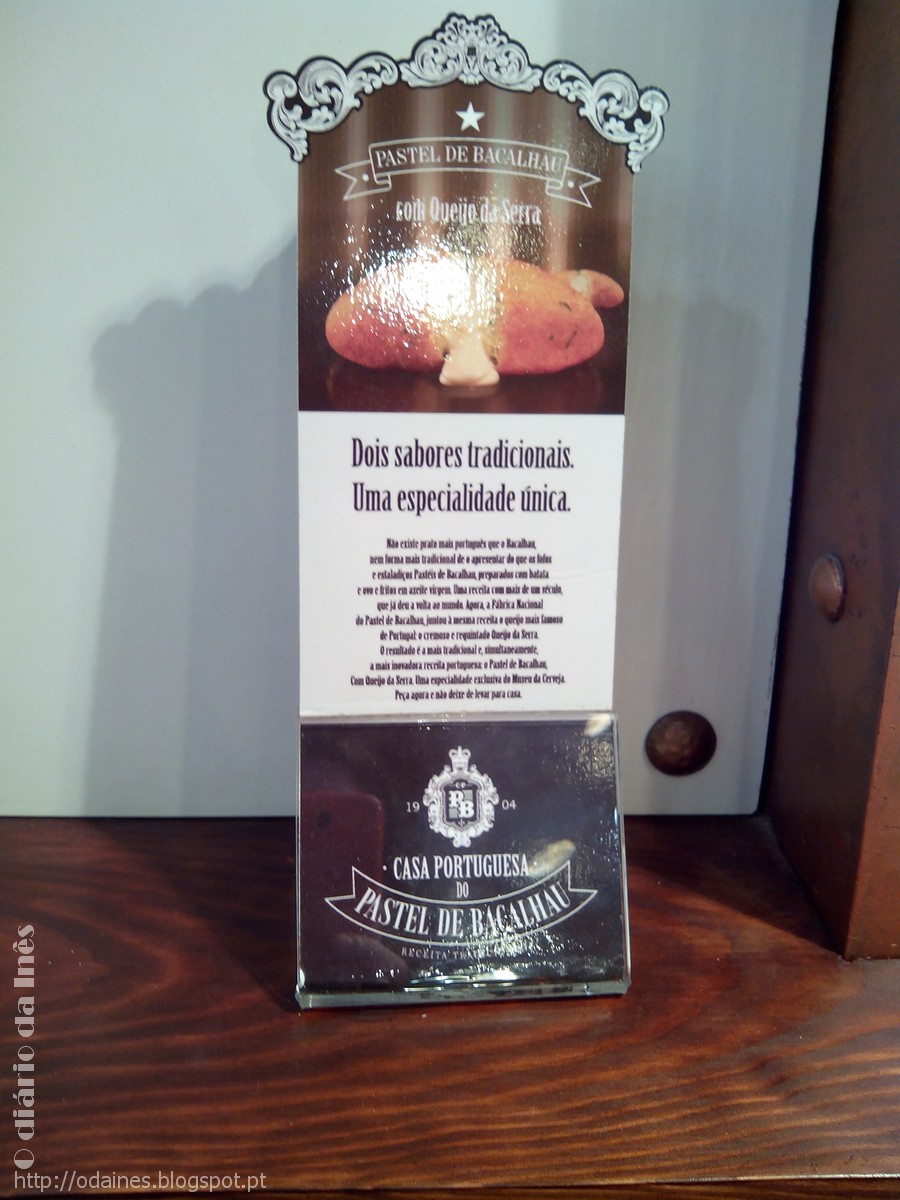 PASTEL DE BACALHAU
com Queijo da Serra
Dois sabores tradicionais.
Uma especialidade única.
Não existe prato mais português que o Bacalhau,
nem forma mais tradicional de o apresentar do que os fofos
e estaladiços Pastéis de Bacalhau, preparados com batata
e ovo e fritos em azeite virgem. Uma receita com mais de um século,
que já deu a volta ao mundo. Agora, a Fábrica Nacional
do Pastel de Bacalhau, juntou à mesma receita o queijo mais famoso
de Portugal: o cremoso e requintado Queijo da Serra.
O resultado é a mais tradicional e, simultaneamente,
a mais inovadora receita portuguesa: o Pastel de Bacalhau,
Com Queijo da Serra. Uma especialidade exclusiva do Museu da Cerveja.
Peça agora e não deixe de levar para casa.
CP
PB
19 04
· CASA PORTUGUESA ·
DO
PASTEL DE BACALHAU
RECEITA
O diário da Inês
http://odaines.blogspot.pt